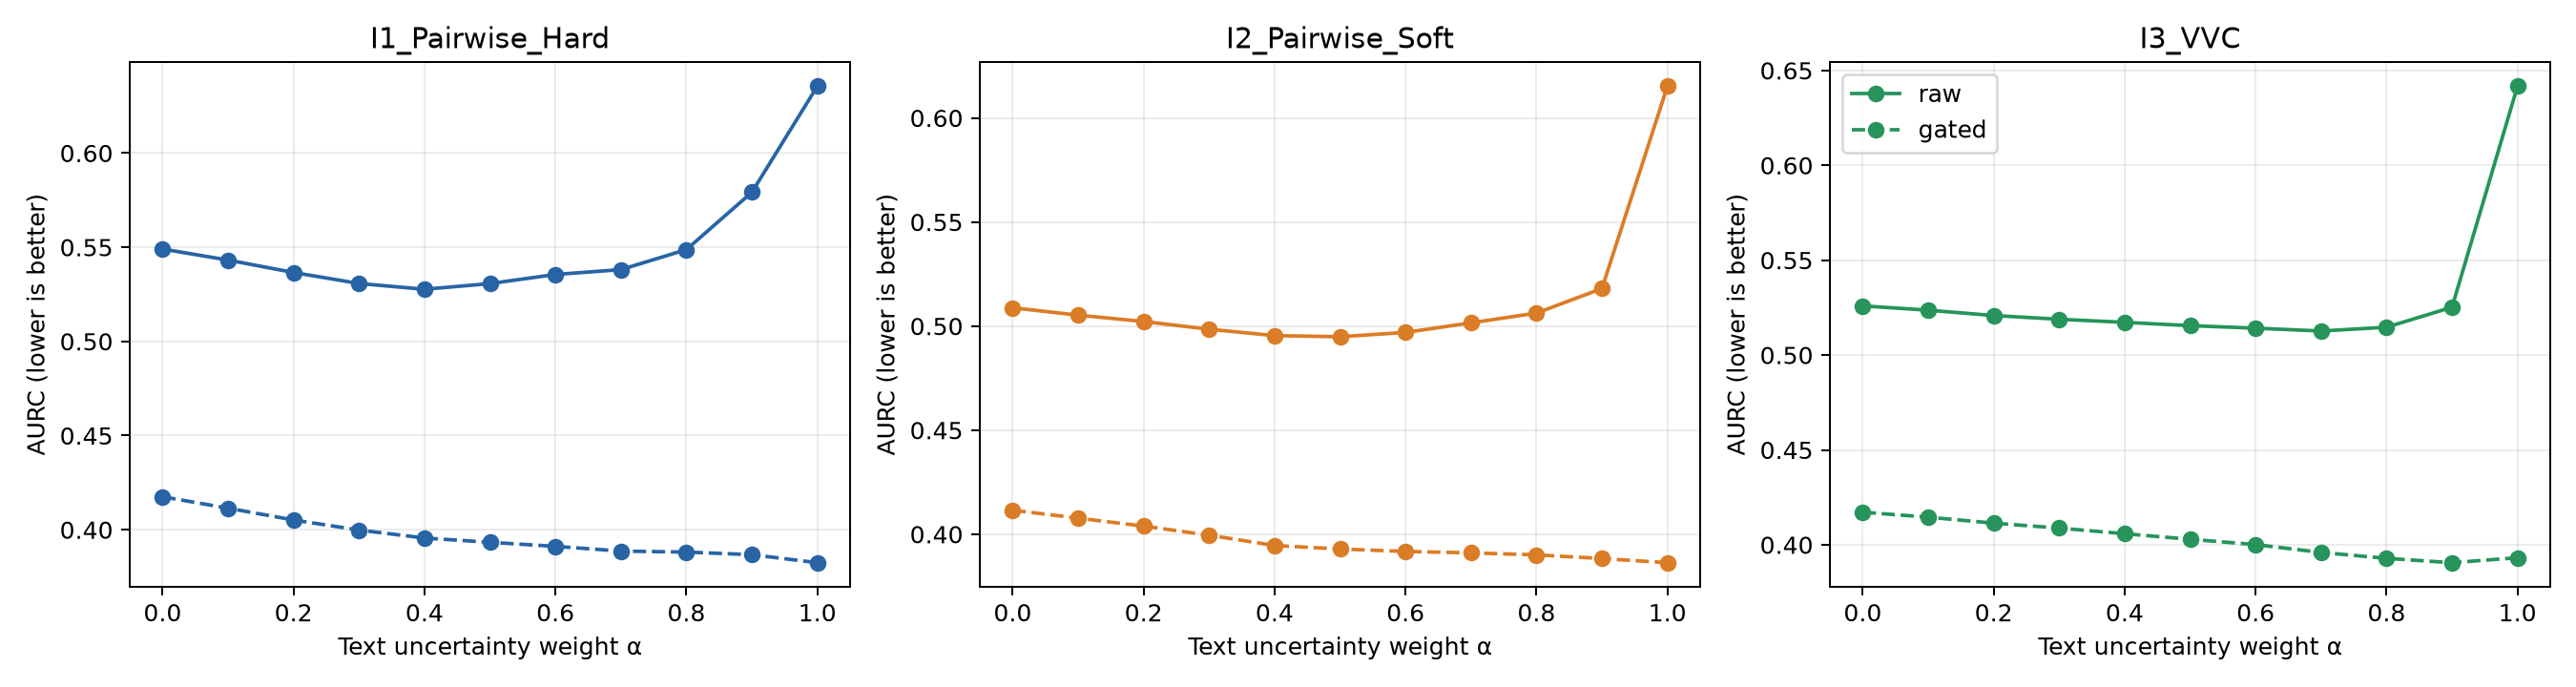 I1_Pairwise_Hard
AURC (lower is better)
0.60
0.55
0.50
0.45
0.40
0.0 0.2 0.4 0.6 0.8 1.0
Text uncertainty weight α
I2_Pairwise_Soft
AURC (lower is better)
0.60
0.55
0.50
0.45
0.40
0.0 0.2 0.4 0.6 0.8 1.0
Text uncertainty weight α
I3_VVC
raw
gated
AURC (lower is better)
0.65
0.60
0.55
0.50
0.45
0.40
0.0 0.2 0.4 0.6 0.8 1.0
Text uncertainty weight α